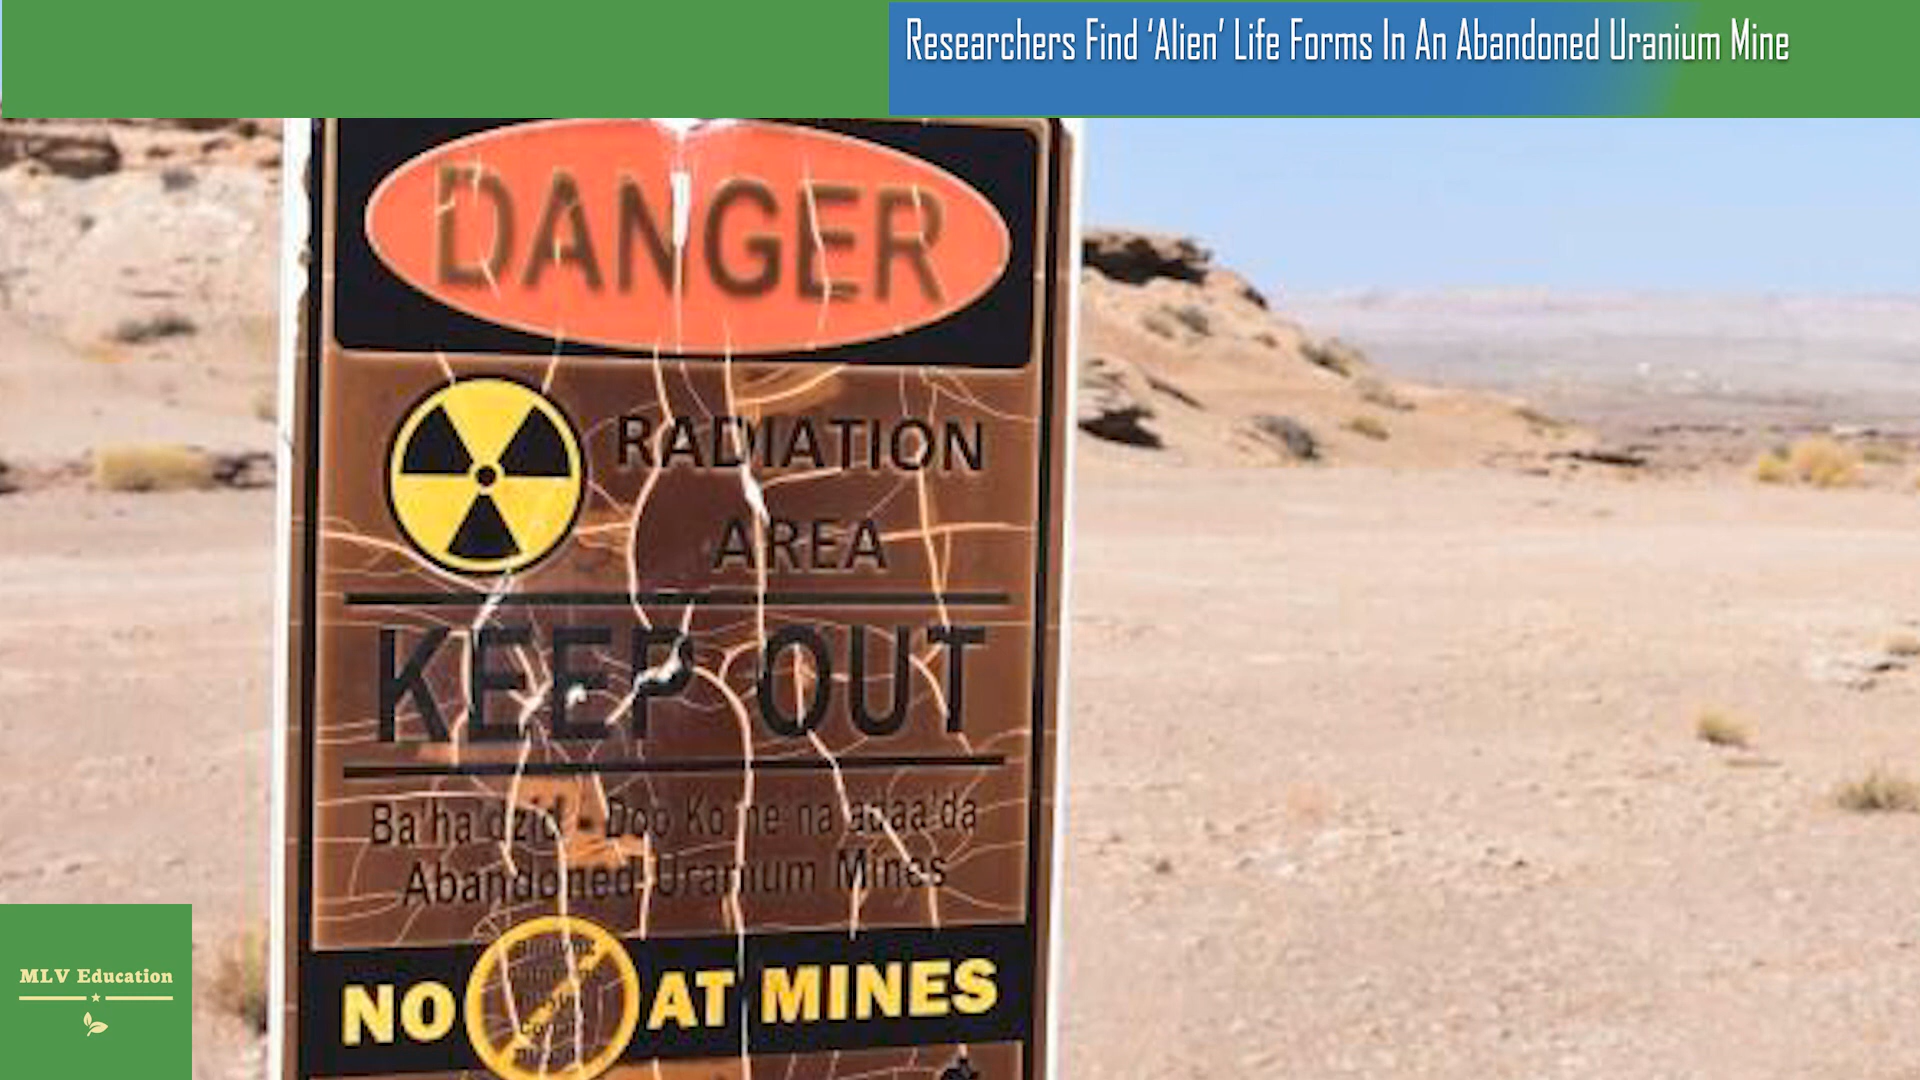 Researchers Find ‘Alien’ Life Forms In An Abandoned Uranium Mine
DANGER
RADIATION
AREA
KEEP OUT
Abandoned Uranium Mines
NO AT MINES
MLV Education